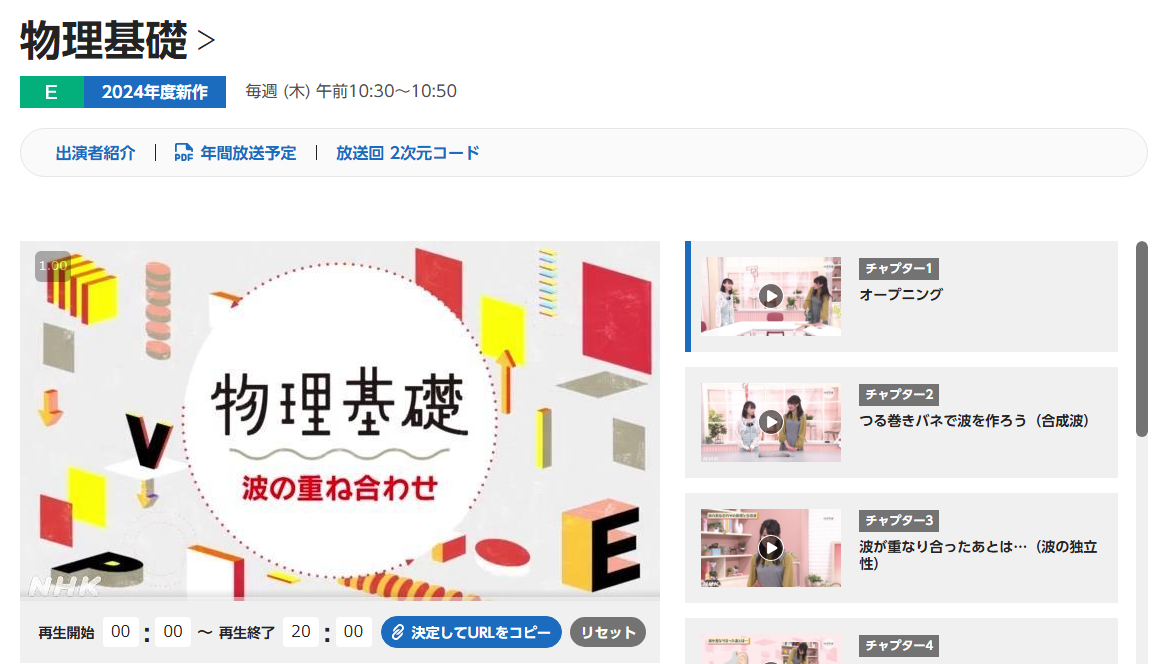 物理基礎 >
E 2024年度新作 毎週 (木) 午前10:30～10:50
出演者紹介 | PDF 年間放送予定 | 放送回 2次元コード
1.00
物理基礎
波の重ね合わせ
V
P
E
NHK
再生開始 00 : 00 ～ 再生終了 20 : 00 決定してURLをコピー リセット
チャプター1
オープニング
チャプター2
つる巻きバネで波を作ろう（合成波）
チャプター3
波が重なり合ったあとは…（波の独立
性）
チャプター4